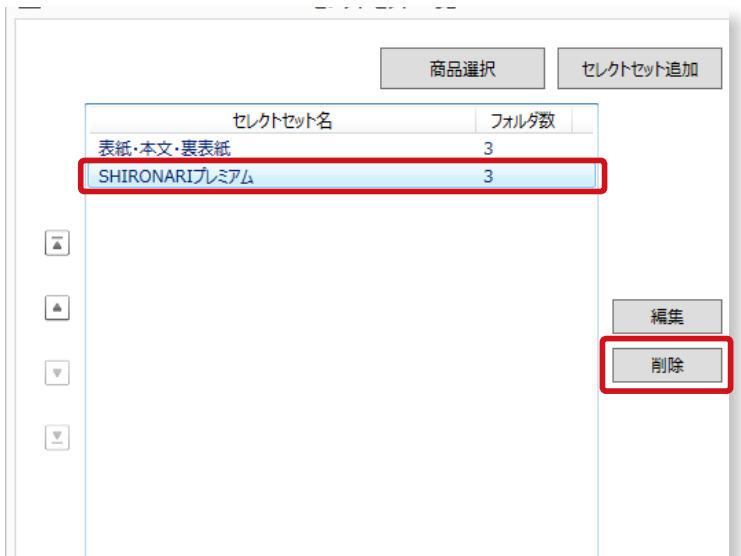 商品選択 セレクトセット追加
セレクトセット名 フォルダ数
表紙・本文・裏表紙 3
SHIRONARIプレミアム 3
編集
削除